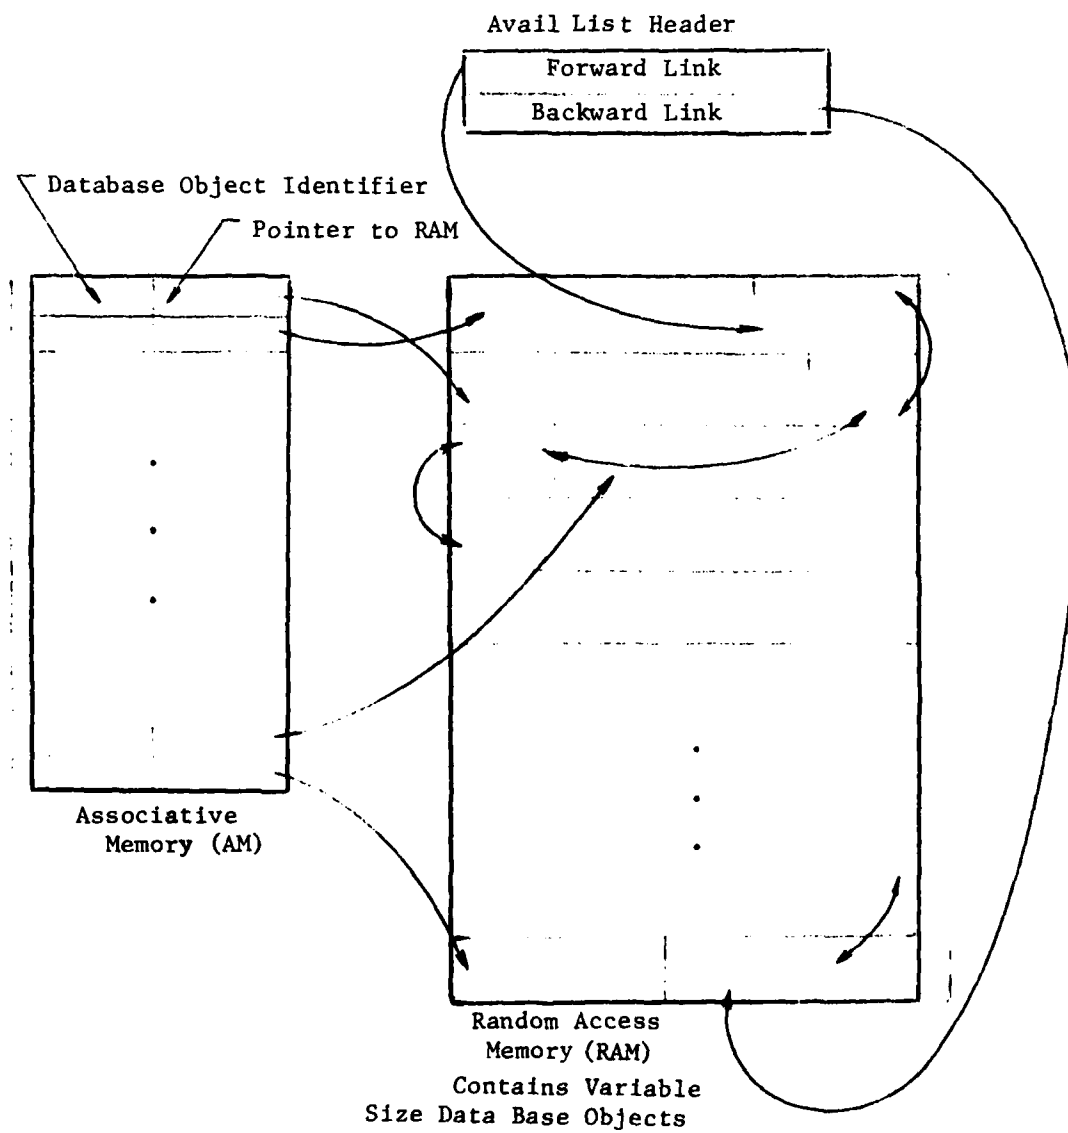 Avail List Header
Forward Link
Backward Link
Database Object Identifier
Pointer to RAM
Associative
Memory (AM)
Random Access
Memory (RAM)
Contains Variable
Size Data Base Objects